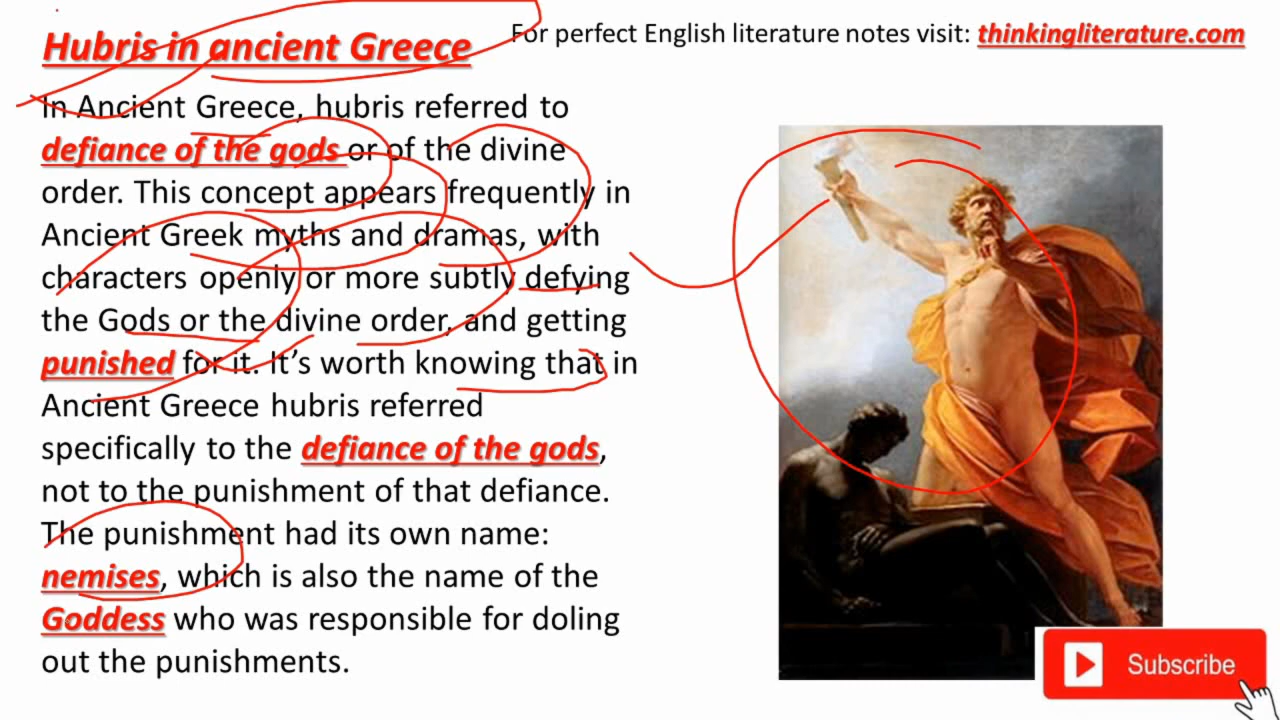 Hubris in ancient Greece
For perfect English literature notes visit: thinkingliterature.com
In Ancient Greece, hubris referred to
defiance of the gods or of the divine
order. This concept appears frequently in
Ancient Greek myths and dramas, with
characters openly or more subtly defying
the Gods or the divine order, and getting
punished for it. It’s worth knowing that in
Ancient Greece hubris referred
specifically to the defiance of the gods,
not to the punishment of that defiance.
The punishment had its own name:
nemises, which is also the name of the
Goddess who was responsible for doling
out the punishments.
Subscribe